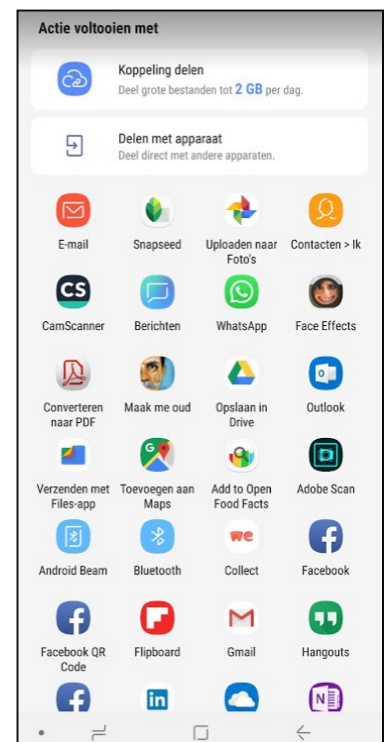 Actie voltooien met
Koppeling delen
Deel grote bestanden tot 2 GB per dag.
Delen met apparaat
Deel direct met andere apparaten.
E-mail
Snapseed
Uploaden naar
Foto's
Contacten > Ik
CS
CamScanner
Berichten
WhatsApp
Face Effects
Converteren
naar PDF
Maak me oud
Opslaan in
Drive
Outlook
Verzenden met
Files-app
Toevoegen aan
Maps
Add to Open
Food Facts
Adobe Scan
Android Beam
Bluetooth
we
Collect
Facebook
Facebook QR
Code
Flipboard
Gmail
Hangouts
in
N